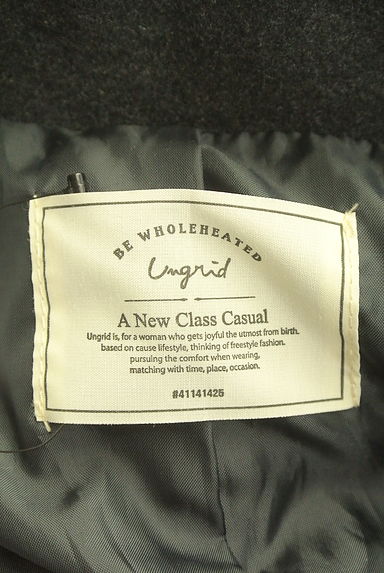 BE WHOLEHEATED
Ungrid
A New Class Casual
Ungrid is, for a woman who gets joyful the utmost from birth.
based on cause lifestyle, thinking of freestyle fashion.
pursuing the comfort when wearing,
matching with time, place, occasion.
#41141425